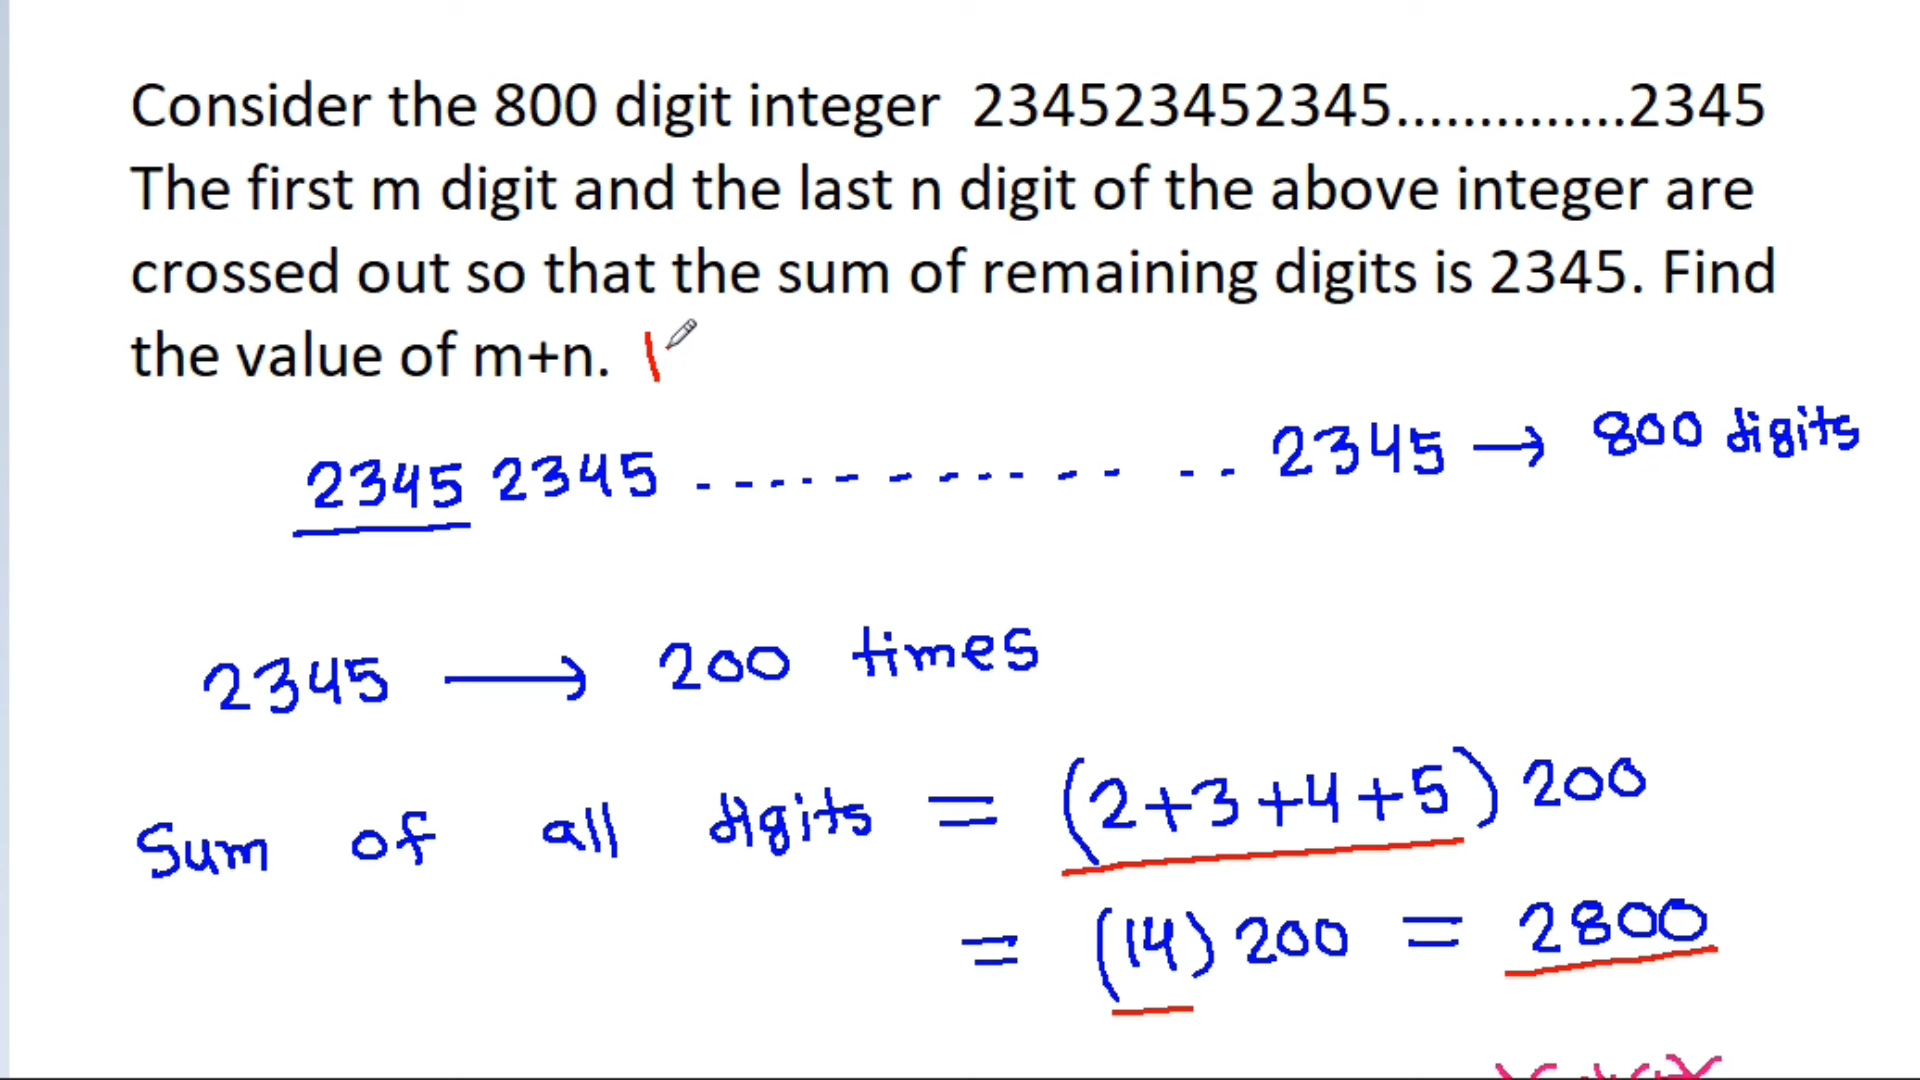 Consider the 800 digit integer 234523452345..............2345
The first m digit and the last n digit of the above integer are
crossed out so that the sum of remaining digits is 2345. Find
the value of m+n.
2345 2345 - - - - - - - - - - - - - - 2345 → 800 digits
2345 → 200 times
Sum of all digits = (2+3+4+5) 200
= (14) 200 = 2800